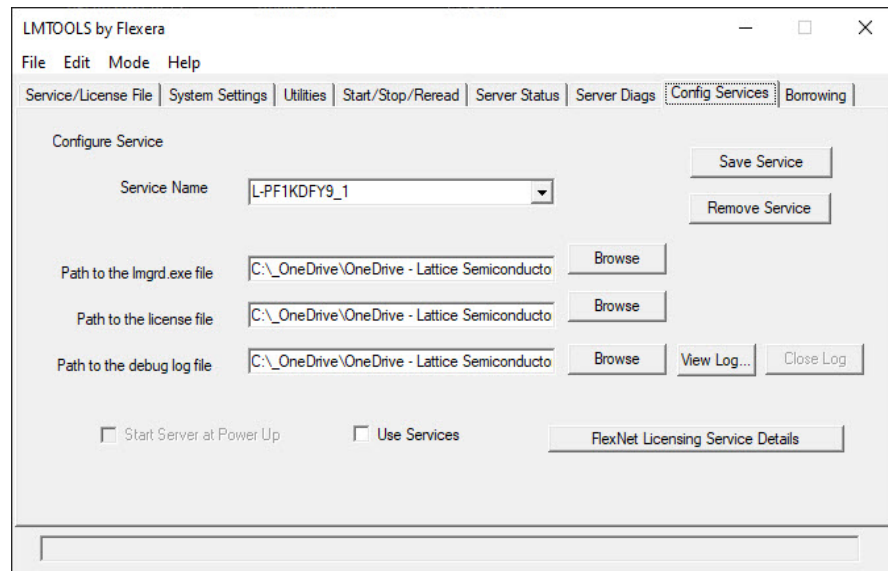 LMTOOLS by Flexera
File Edit Mode Help
Service/License File System Settings Utilities Start/Stop/Reread Server Status Server Diags Config Services Borrowing
Configure Service
Save Service
Service Name L-PF1KDFY9_1
Remove Service
Path to the lmgrd.exe file C:\_OneDrive\OneDrive - Lattice Semiconducto Browse
Path to the license file C:\_OneDrive\OneDrive - Lattice Semiconducto Browse
Path to the debug log file C:\_OneDrive\OneDrive - Lattice Semiconducto Browse View Log... Close Log
Start Server at Power Up Use Services FlexNet Licensing Service Details